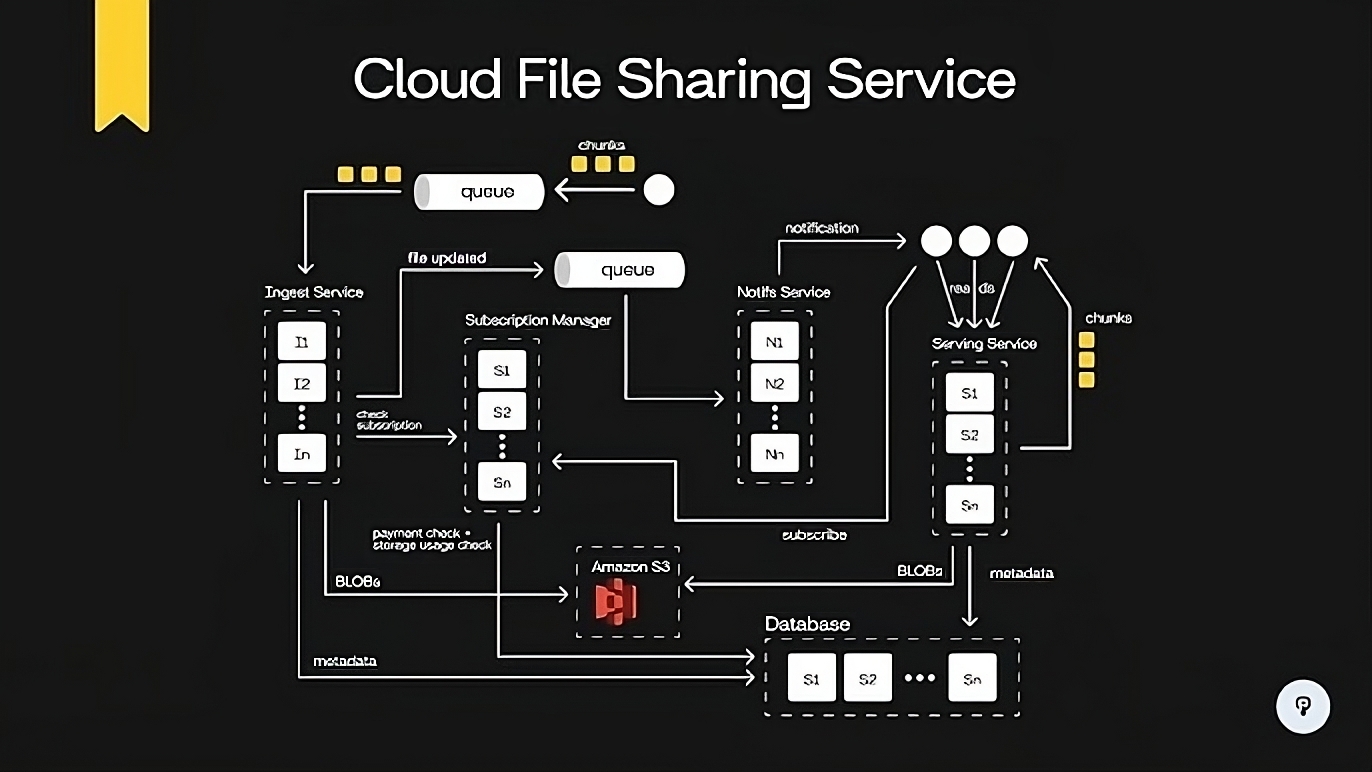 Cloud File Sharing Service
chunks
queue
notification
file updated
queue
reads
Ingest Service
Notifs Service
Subscription Manager
chunks
Serving Service
I1
I2
In
S1
S2
Sn
N1
N2
Nn
S1
S2
Sn
check
subscription
subscribe
payment check +
storage usage check
Amazon S3
BLOBs
BLOBs
metadata
Database
metadata
S1
S2
Sn